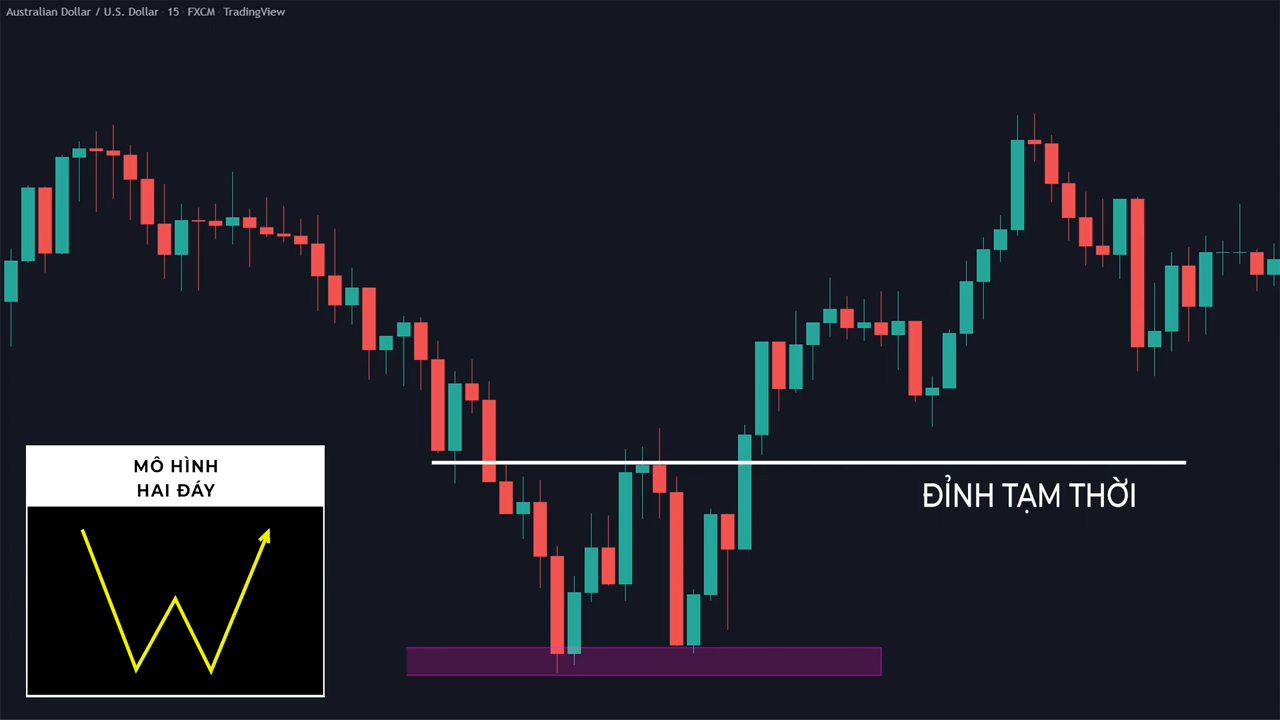 Australian Dollar / U.S. Dollar · 15 · FXCM · TradingView
MÔ HÌNH
HAI ĐÁY
ĐỈNH TẠM THỜI